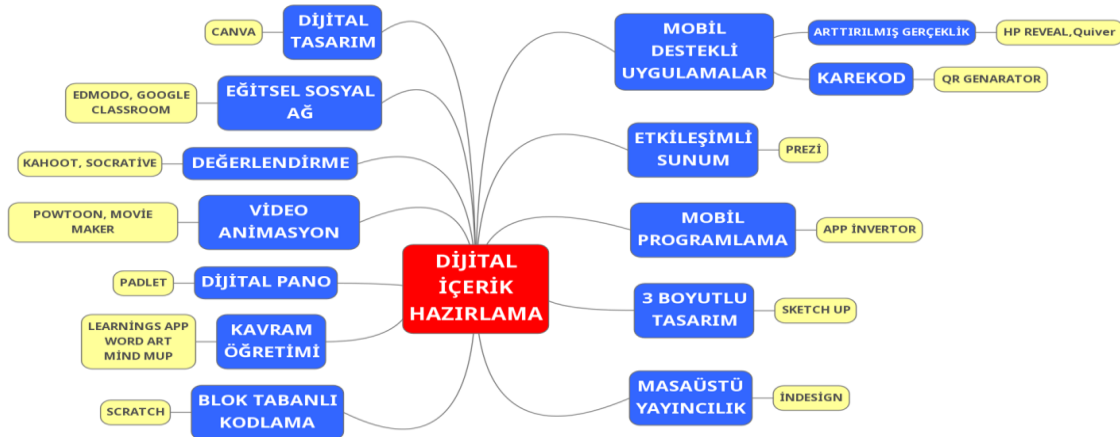 DİJİTAL
İÇERİK
HAZIRLAMA
DİJİTAL
TASARIM
CANVA
EĞİTSEL SOSYAL
AĞ
EDMODO, GOOGLE
CLASSROOM
DEĞERLENDİRME
KAHOOT, SOCRATİVE
VİDEO
ANİMASYON
POWTOON, MOVİE
MAKER
DİJİTAL PANO
PADLET
KAVRAM
ÖĞRETİMİ
LEARNİNGS APP
WORD ART
MİND MUP
BLOK TABANLI
KODLAMA
SCRATCH
MOBİL
DESTEKLİ
UYGULAMALAR
ARTTIRILMIŞ GERÇEKLİK
HP REVEAL,Quiver
KAREKOD
QR GENARATOR
ETKİLEŞİMLİ
SUNUM
PREZİ
MOBİL
PROGRAMLAMA
APP İNVERTOR
3 BOYUTLU
TASARIM
SKETCH UP
MASAÜSTÜ
YAYINCILIK
İNDESİGN